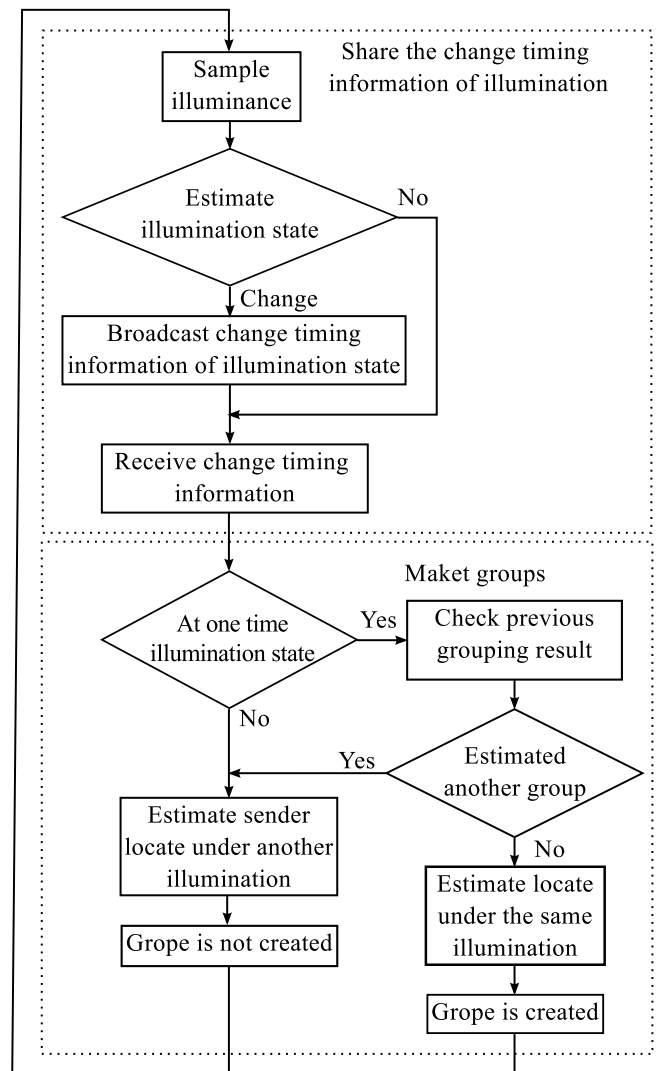 Share the change timing
information of illumination
Sample
illuminance
Estimate
illumination state
No
Change
Broadcast change timing
information of illumination state
Receive change timing
information
Maket groups
At one time
illumination state
Yes
Check previous
grouping result
No
Estimated
another group
Yes
No
Estimate sender
locate under another
illumination
Grope is not created
Estimate locate
under the same
illumination
Grope is created